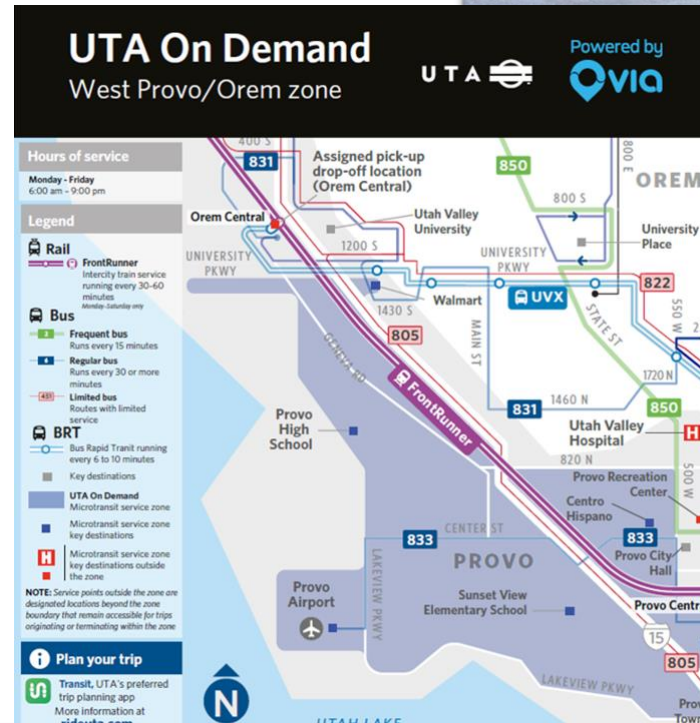 UTA On Demand
West Provo/Orem zone
UTA
Powered by
via
Hours of service
Monday - Friday
6:00 am - 9:00 pm
Legend
Rail
FrontRunner
Intercity train service
running every 30-60
minutes
Monday-Saturday only
Bus
2
Frequent bus
Runs every 15 minutes
Regular bus
Runs every 30 or more
minutes
Limited bus
Routes with limited
service
BRT
Bus Rapid Tranit running
every 6 to 10 minutes
Key destinations
UTA On Demand
Microtransit service zone
Microtransit service zone
key destinations
H
Microtransit service zone
key destinations outside
the zone
NOTE: Service points outside the zone are
designated locations beyond the zone
boundary that remain accessible for trips
originating or terminating within the zone
i Plan your trip
Transit, UTA's preferred
trip planning app
More information at
400 S
831
Assigned pick-up
drop-off location
(Orem Central)
850
800 E
OREM
Orem Central
Utah Valley
University
800 S
University
Place
UNIVERSITY
PKWY
1200 S
UNIVERSITY
PKWY
822
Walmart
UVX
1430 S
805
MAIN ST
STATE ST
550 W
GENEVA RD
FrontRunner
1720 N
831
1460 N
850
Provo
High
School
Utah Valley
Hospital
H
820 N
500 W
Provo Recreation
Center
Centro
Hispano
833
CENTER ST
833
PROVO
Provo City
Hall
LAKEVIEW PKWY
Provo
Airport
Sunset View
Elementary School
Provo Centr
15
805
LAKEVIEW PKWY
N
UTAH LAKE
Pro
Town